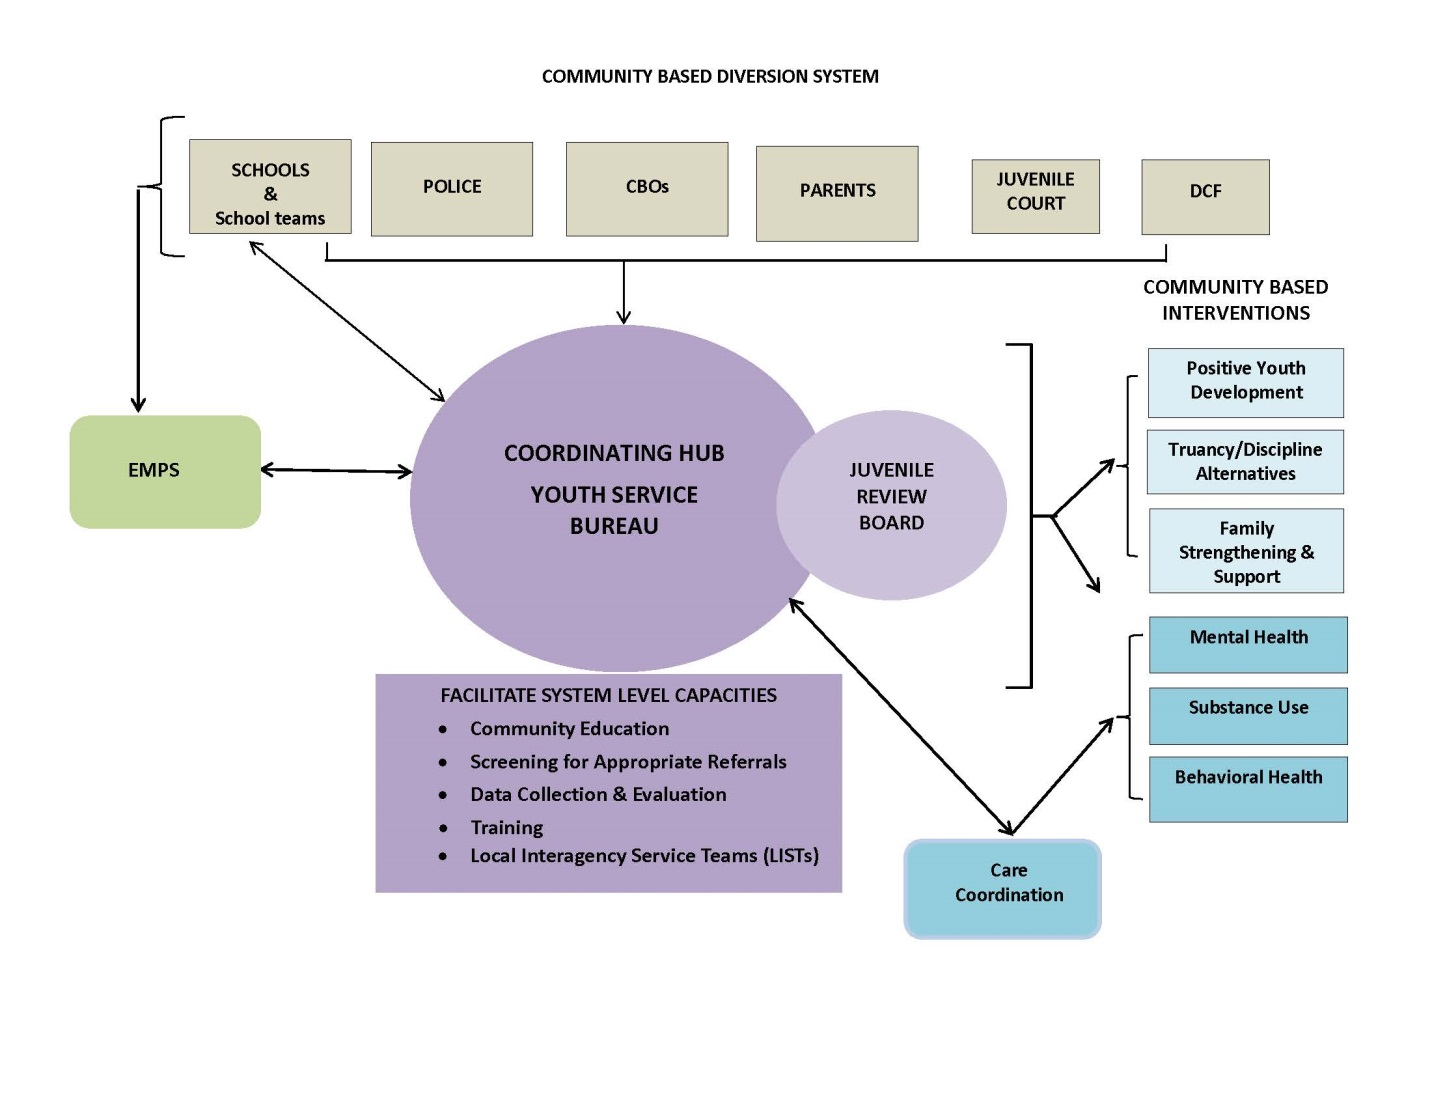 COMMUNITY BASED DIVERSION SYSTEM
SCHOOLS
&
School teams
POLICE
CBOs
PARENTS
JUVENILE
COURT
DCF
COMMUNITY BASED
INTERVENTIONS
Positive Youth
Development
Truancy/Discipline
Alternatives
Family
Strengthening &
Support
EMPS
COORDINATING HUB
YOUTH SERVICE
BUREAU
JUVENILE
REVIEW
BOARD
Mental Health
Substance Use
Behavioral Health
FACILITATE SYSTEM LEVEL CAPACITIES
• Community Education
• Screening for Appropriate Referrals
• Data Collection & Evaluation
• Training
• Local Interagency Service Teams (LISTs)
Care
Coordination